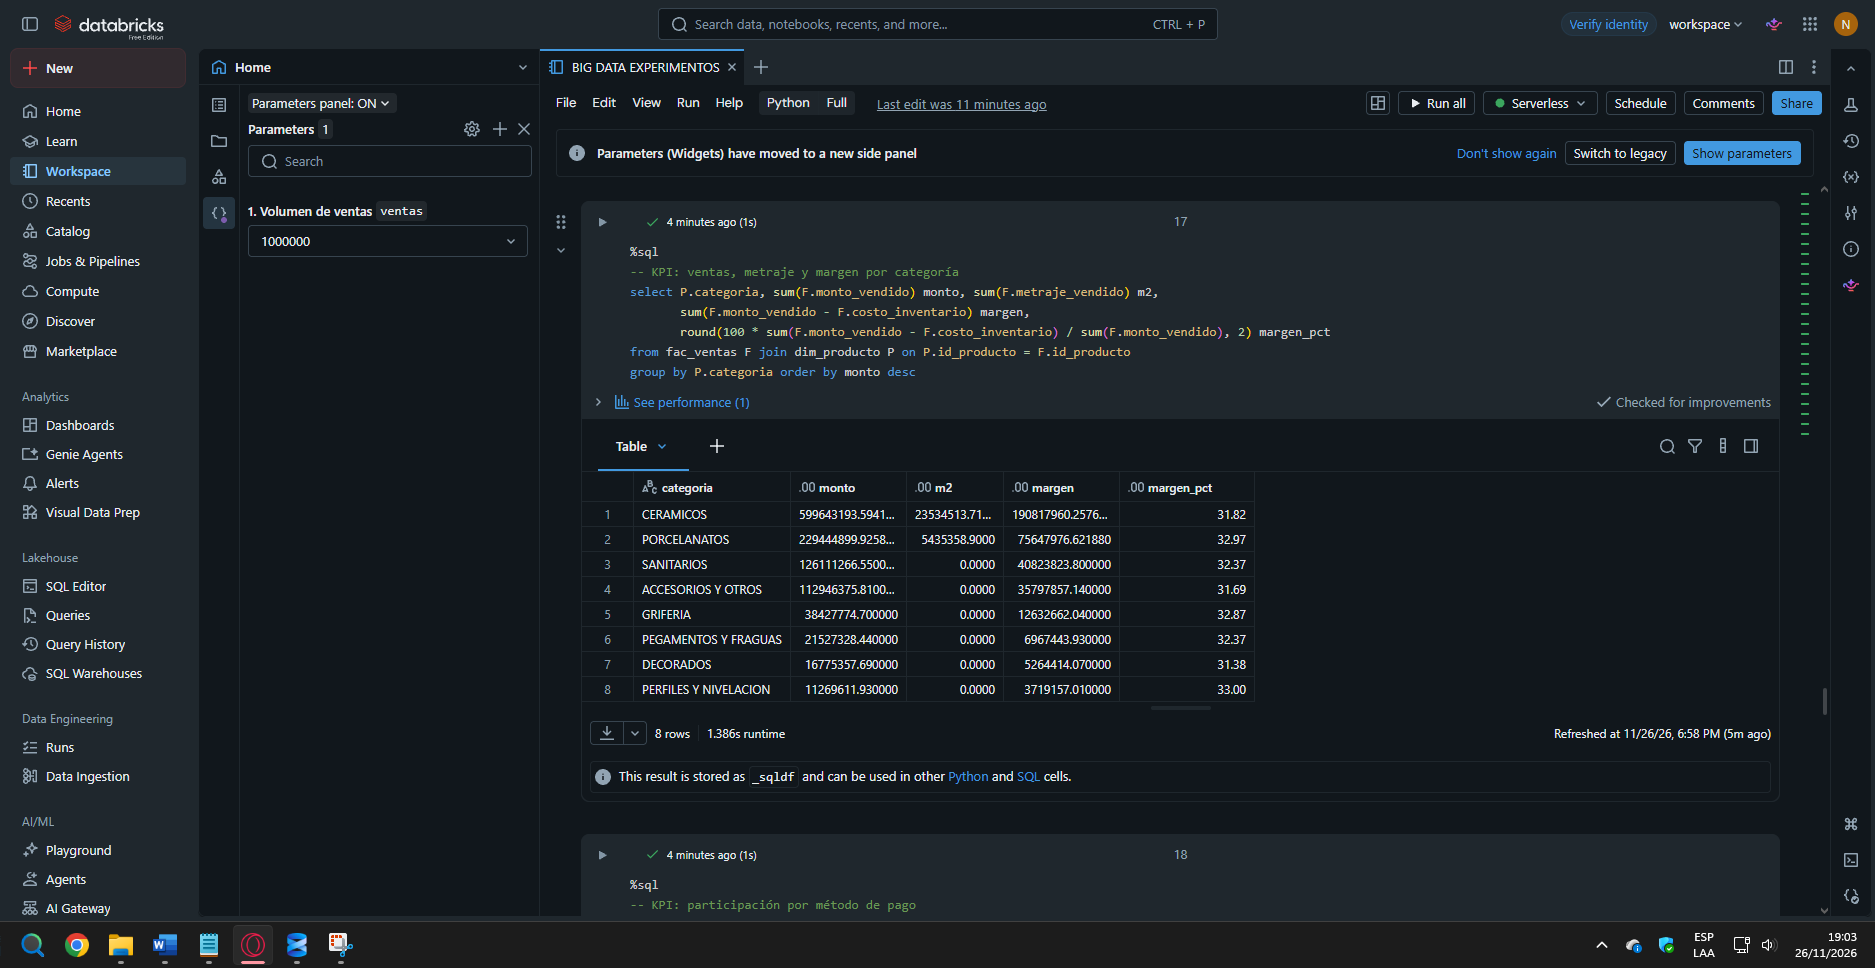 databricks
Free Edition
Search data, notebooks, recents, and more...
CTRL + P
Verify identity
workspace
N
New
Home
Learn
Workspace
Recents
Catalog
Jobs & Pipelines
Compute
Discover
Marketplace
Analytics
Dashboards
Genie Agents
Alerts
Visual Data Prep
Lakehouse
SQL Editor
Queries
Query History
SQL Warehouses
Data Engineering
Runs
Data Ingestion
AI/ML
Playground
Agents
AI Gateway
Home
Parameters panel: ON
Parameters 1
Search
1. Volumen de ventas ventas
1000000
BIG DATA EXPERIMENTOS
File Edit View Run Help Python Full Last edit was 11 minutes ago
Run all
Serverless
Schedule
Comments
Share
Parameters (Widgets) have moved to a new side panel
Don't show again
Switch to legacy
Show parameters
4 minutes ago (1s)
17
%sql
-- KPI: ventas, metraje y margen por categoría
select P.categoria, sum(F.monto_vendido) monto, sum(F.metraje_vendido) m2,
sum(F.monto_vendido - F.costo_inventario) margen,
round(100 * sum(F.monto_vendido - F.costo_inventario) / sum(F.monto_vendido), 2) margen_pct
from fac_ventas F join dim_producto P on P.id_producto = F.id_producto
group by P.categoria order by monto desc
See performance (1)
Checked for improvements
Table
categoria .00 monto .00 m2 .00 margen .00 margen_pct
1 CERAMICOS 599643193.5941... 23534513.71... 190817960.2576... 31.82
2 PORCELANATOS 229444899.9258... 5435358.9000 75647976.621880 32.97
3 SANITARIOS 126111266.5500... 0.0000 40823823.800000 32.37
4 ACCESORIOS Y OTROS 112946375.8100... 0.0000 35797857.140000 31.69
5 GRIFERIA 38427774.700000 0.0000 12632662.040000 32.87
6 PEGAMENTOS Y FRAGUAS 21527328.440000 0.0000 6967443.930000 32.37
7 DECORADOS 16775357.690000 0.0000 5264414.070000 31.38
8 PERFILES Y NIVELACION 11269611.930000 0.0000 3719157.010000 33.00
8 rows
1.386s runtime
Refreshed at 11/26/26, 6:58 PM (5m ago)
This result is stored as _sqldf and can be used in other Python and SQL cells.
4 minutes ago (1s)
18
%sql
-- KPI: participación por método de pago
ESP
LAA
19:03
26/11/2026